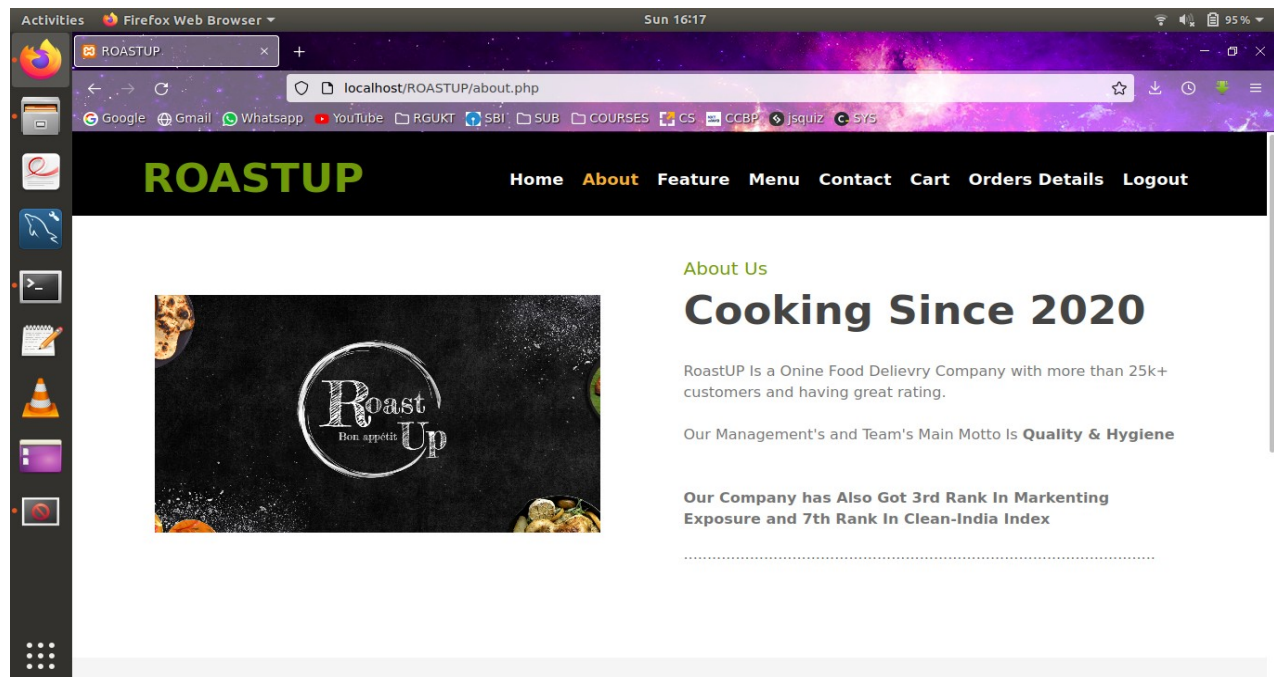 Activities Firefox Web Browser Sun 16:17 95 %
ROASTUP
localhost/ROASTUP/about.php
Google Gmail Whatsapp YouTube RGUKT SBI SUB COURSES CS CCBP jsquiz SYS
ROASTUP Home About Feature Menu Contact Cart Orders Details Logout
About Us
Cooking Since 2020
RoastUP Is a Onine Food Delievry Company with more than 25k+
customers and having great rating.
Our Management's and Team's Main Motto Is Quality & Hygiene
Our Company has Also Got 3rd Rank In Markenting
Exposure and 7th Rank In Clean-India Index
Roast
Bon appétit Up